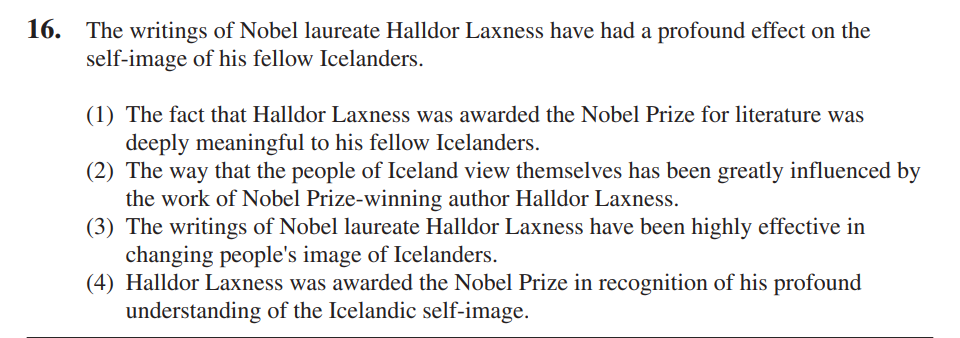 16. The writings of Nobel laureate Halldor Laxness have had a profound effect on the
self-image of his fellow Icelanders.
(1) The fact that Halldor Laxness was awarded the Nobel Prize for literature was
deeply meaningful to his fellow Icelanders.
(2) The way that the people of Iceland view themselves has been greatly influenced by
the work of Nobel Prize-winning author Halldor Laxness.
(3) The writings of Nobel laureate Halldor Laxness have been highly effective in
changing people's image of Icelanders.
(4) Halldor Laxness was awarded the Nobel Prize in recognition of his profound
understanding of the Icelandic self-image.